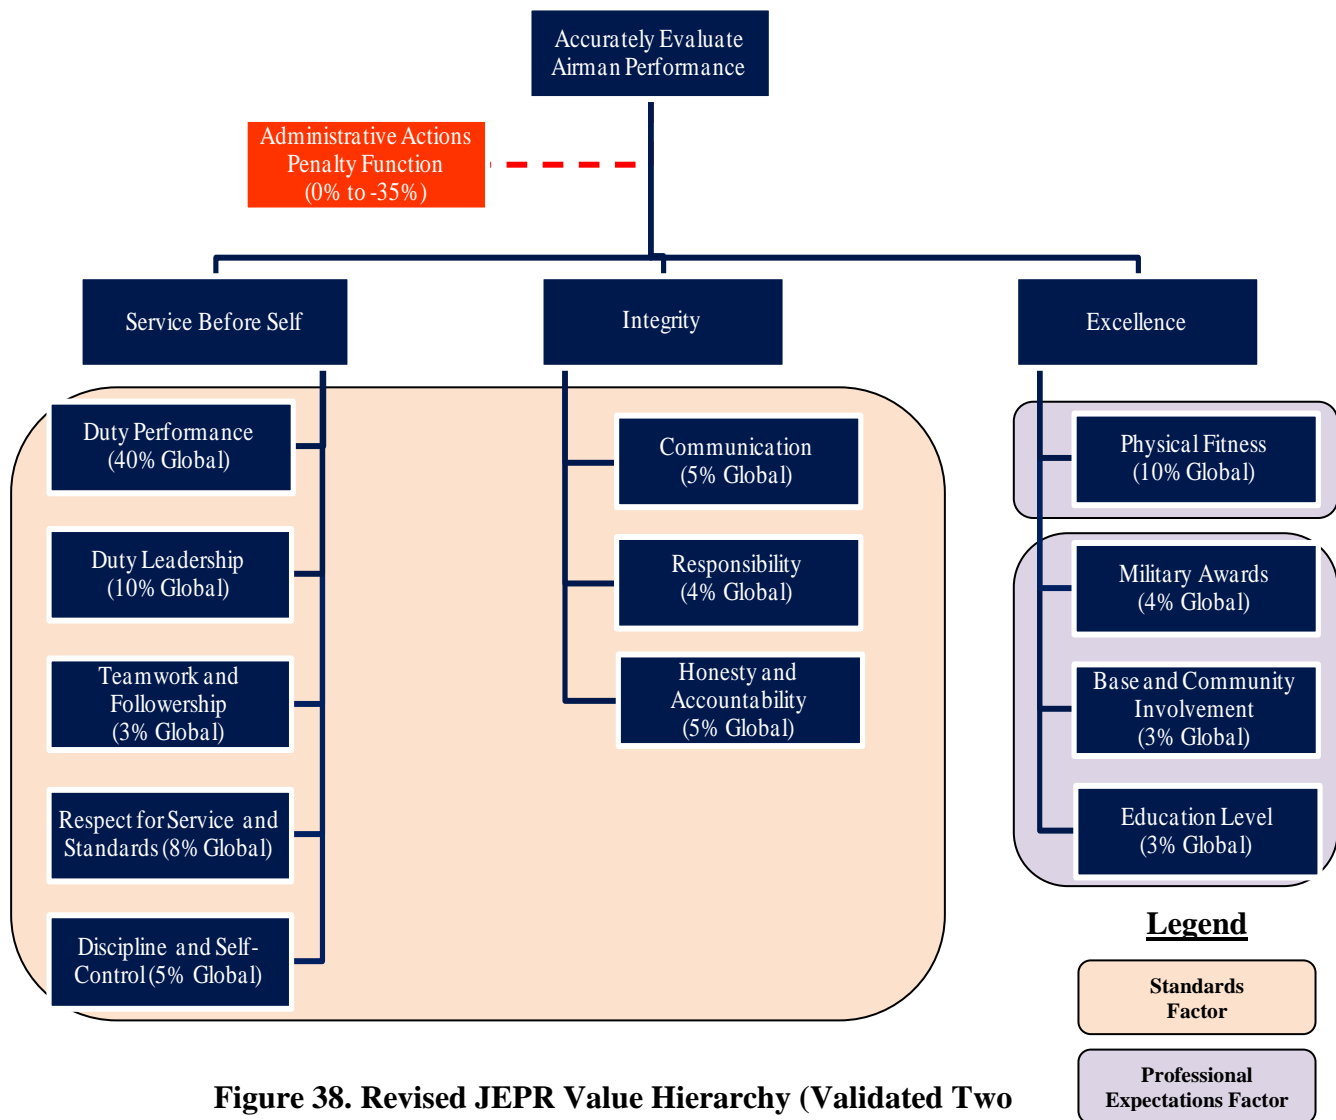 Accurately Evaluate
Airman Performance
Administrative Actions
Penalty Function
(0% to -35%)
Service Before Self
Integrity
Excellence
Duty Performance
(40% Global)
Duty Leadership
(10% Global)
Teamwork and
Followership
(3% Global)
Respect for Service and
Standards (8% Global)
Discipline and Self-
Control (5% Global)
Communication
(5% Global)
Responsibility
(4% Global)
Honesty and
Accountability
(5% Global)
Physical Fitness
(10% Global)
Military Awards
(4% Global)
Base and Community
Involvement
(3% Global)
Education Level
(3% Global)
Legend
Standards
Factor
Professional
Expectations Factor
Figure 38. Revised JEPR Value Hierarchy (Validated Two